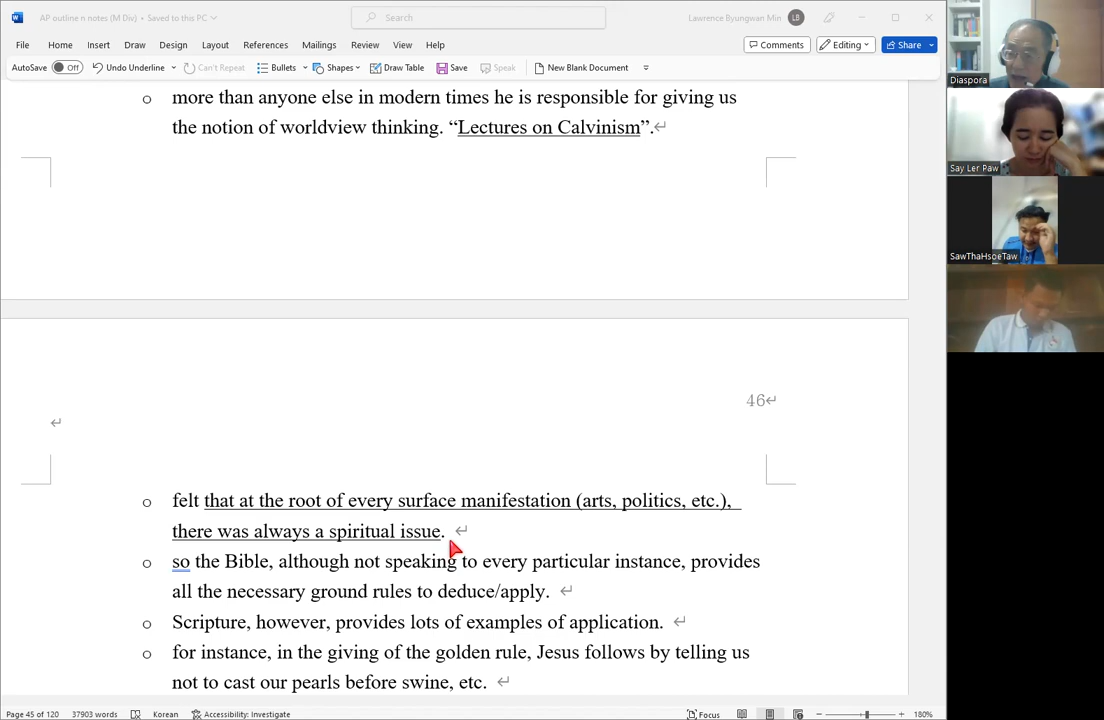 AP outline n notes (M Div) • Saved to this PC
Search
Lawrence Byungwan Min LB
File Home Insert Draw Design Layout References Mailings Review View Help
Comments Editing Share
AutoSave Off Undo Underline Can't Repeat Bullets Shapes Draw Table Save Speak New Blank Document
Diaspora
o more than anyone else in modern times he is responsible for giving us
the notion of worldview thinking. “Lectures on Calvinism”.
Say Ler Paw
SawThaHsoeTaw
46
o felt that at the root of every surface manifestation (arts, politics, etc.),
there was always a spiritual issue.
o so the Bible, although not speaking to every particular instance, provides
all the necessary ground rules to deduce/apply.
o Scripture, however, provides lots of examples of application.
o for instance, in the giving of the golden rule, Jesus follows by telling us
not to cast our pearls before swine, etc.
Page 45 of 120 37903 words Korean Accessibility: Investigate Focus 180%